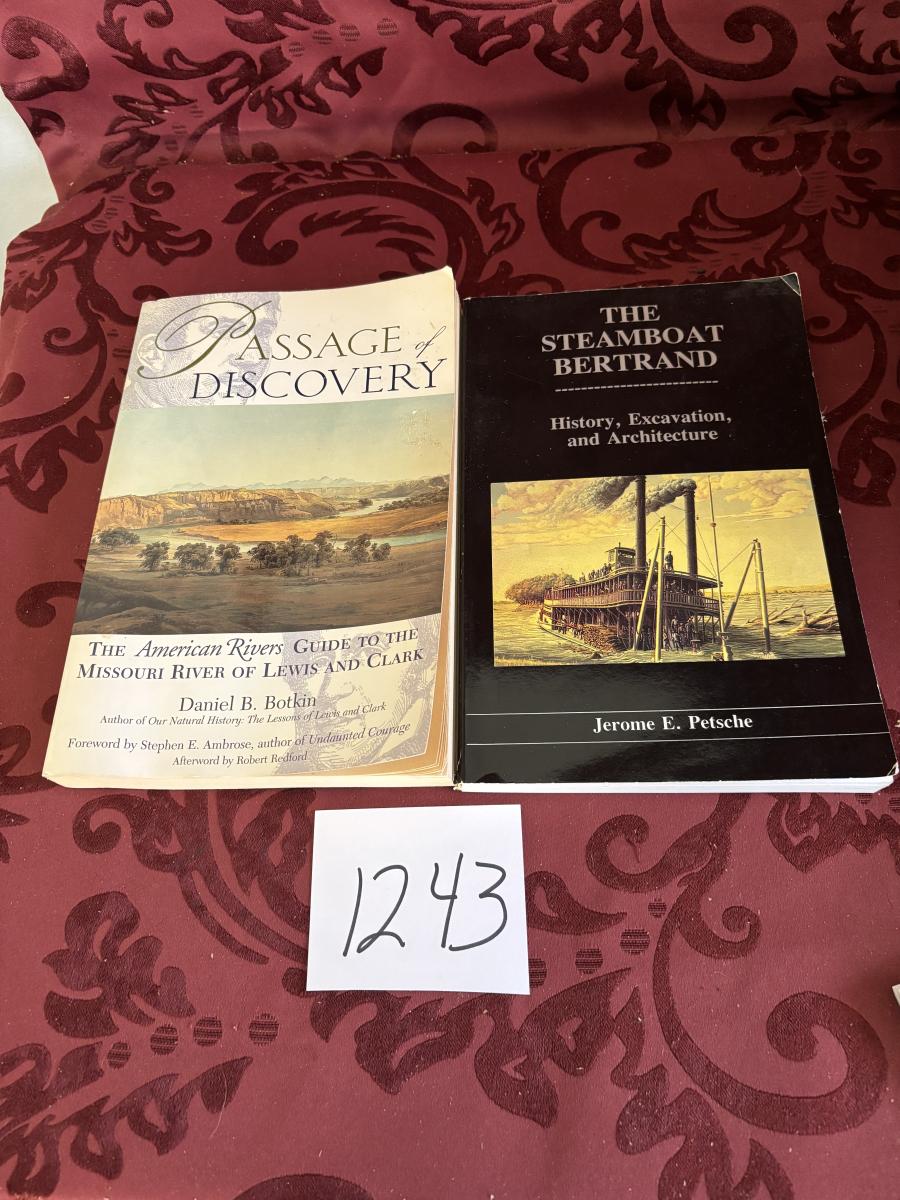 PASSAGE of
DISCOVERY
THE American Rivers GUIDE TO THE
MISSOURI RIVER OF LEWIS AND CLARK
Daniel B. Botkin
Author of Our Natural History: The Lessons of Lewis and Clark
Foreword by Stephen E. Ambrose, author of Undaunted Courage
Afterword by Robert Redford
THE
STEAMBOAT
BERTRAND
History, Excavation,
and Architecture
Jerome E. Petsche
1243